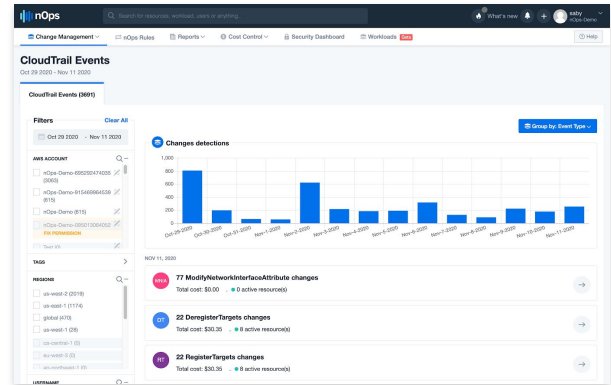 nOps
Search for resources, workload, users or anything.
What's new
saby
nOps-Demo
Change Management
nOps Rules
Reports
Cost Control
Security Dashboard
Workloads Beta
Help
CloudTrail Events
Oct 29 2020 - Nov 11 2020
CloudTrail Events (3691)
Filters
Clear All
Oct 29 2020 - Nov 11 2020
AWS ACCOUNT
nOps-Demo-695292474035
(3063)
nOps-Demo-915469984538
(615)
nOps-Demo (615)
FIX PERMISSION
Test IQ
TAGS
REGIONS
us-west-2 (2019)
us-east-1 (1174)
global (470)
us-west-1 (28)
ca-central-1 (0)
eu-west-3 (0)
USERNAME
Group by: Event Type
Changes detections
1,000
800
600
400
200
0
Oct-29-2020
Oct-30-2020
Oct-31-2020
Nov-1-2020
Nov-2-2020
Nov-3-2020
Nov-4-2020
Nov-5-2020
Nov-6-2020
Nov-7-2020
Nov-8-2020
Nov-9-2020
Nov-10-2020
Nov-11-2020
NOV 11, 2020
MNA
77 ModifyNetworkInterfaceAttribute changes
Total cost: $0.00 . 0 active resource(s)
DT
22 DeregisterTargets changes
Total cost: $30.35 . 8 active resource(s)
RT
22 RegisterTargets changes
Total cost: $30.35 . 8 active resource(s)